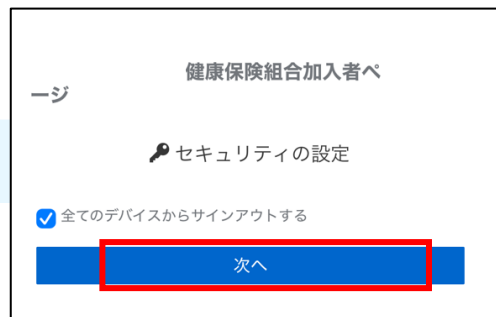 健康保険組合加入者ペ
ージ
セキュリティの設定
全てのデバイスからサインアウトする
次へ